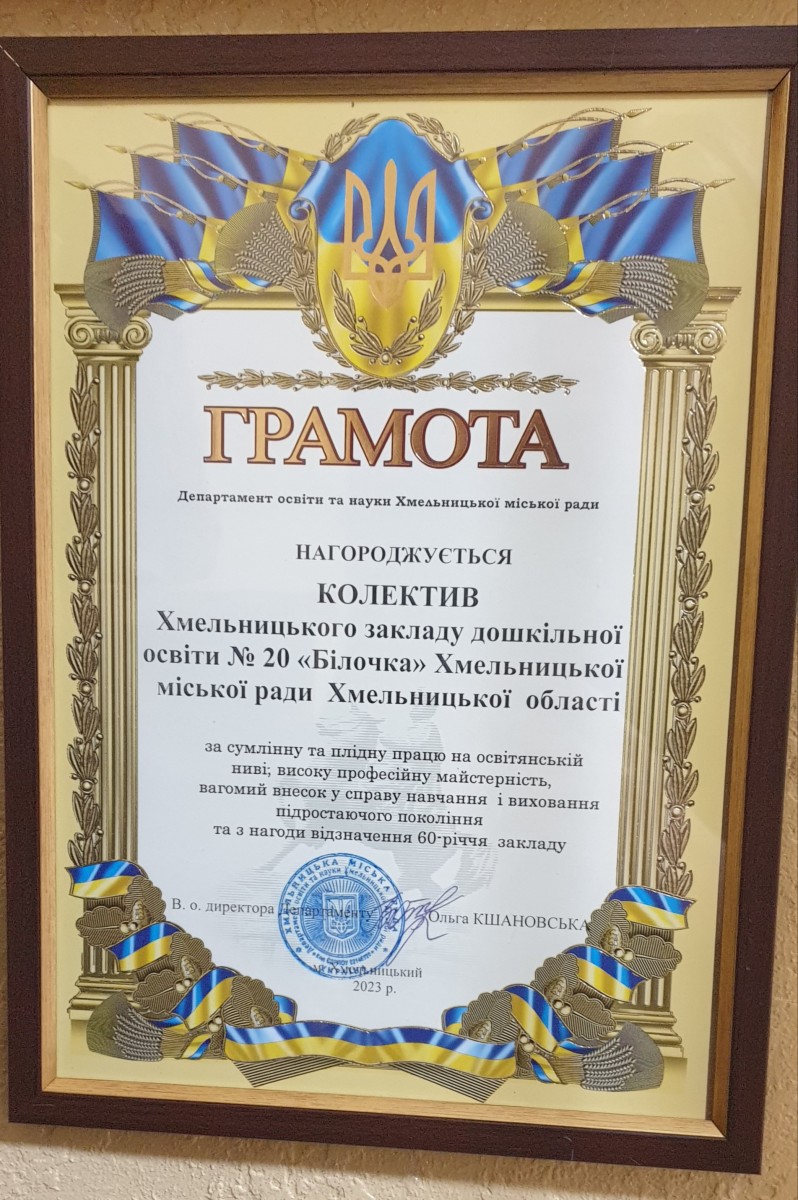 ГРАМОТА
Департамент освіти та науки Хмельницької міської ради
НАГОРОДЖУЄТЬСЯ
КОЛЕКТИВ
Хмельницького закладу дошкільної
освіти № 20 «Білочка» Хмельницької
міської ради Хмельницької області
за сумлінну та плідну працю на освітянській
ниві; високу професійну майстерність,
вагомий внесок у справу навчання і виховання
підростаючого покоління
та з нагоди відзначення 60-річчя закладу
В. о. директора Департаменту Ольга КШАНОВСЬКА
м. Хмельницький
2023 р.
ХМЕЛЬНИЦЬКА МІСЬКА